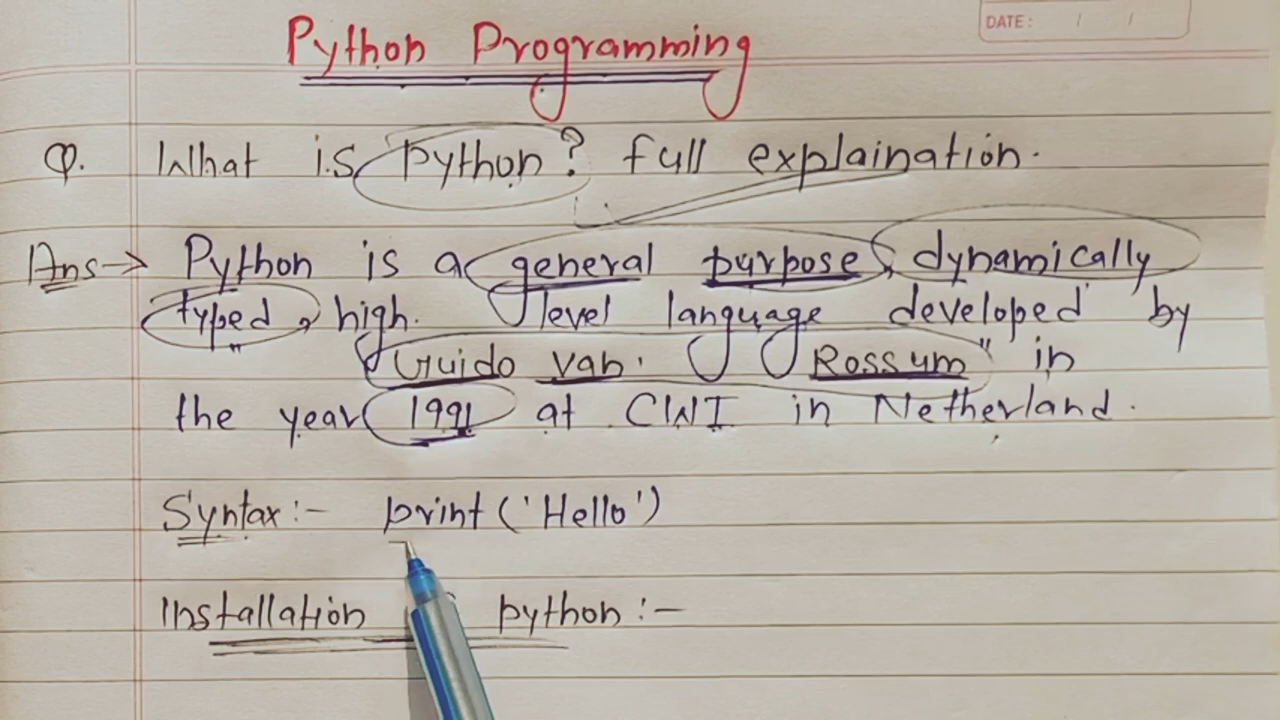 DATE: / /
Python Programming
Q. What is python? full explaination.
Ans → Python is a general purpose, dynamically
typed, high level language developed by
"Guido van Rossum" in
the year 1991 at CWI in Netherland.
Syntax:- print('Hello')
Installation python:-